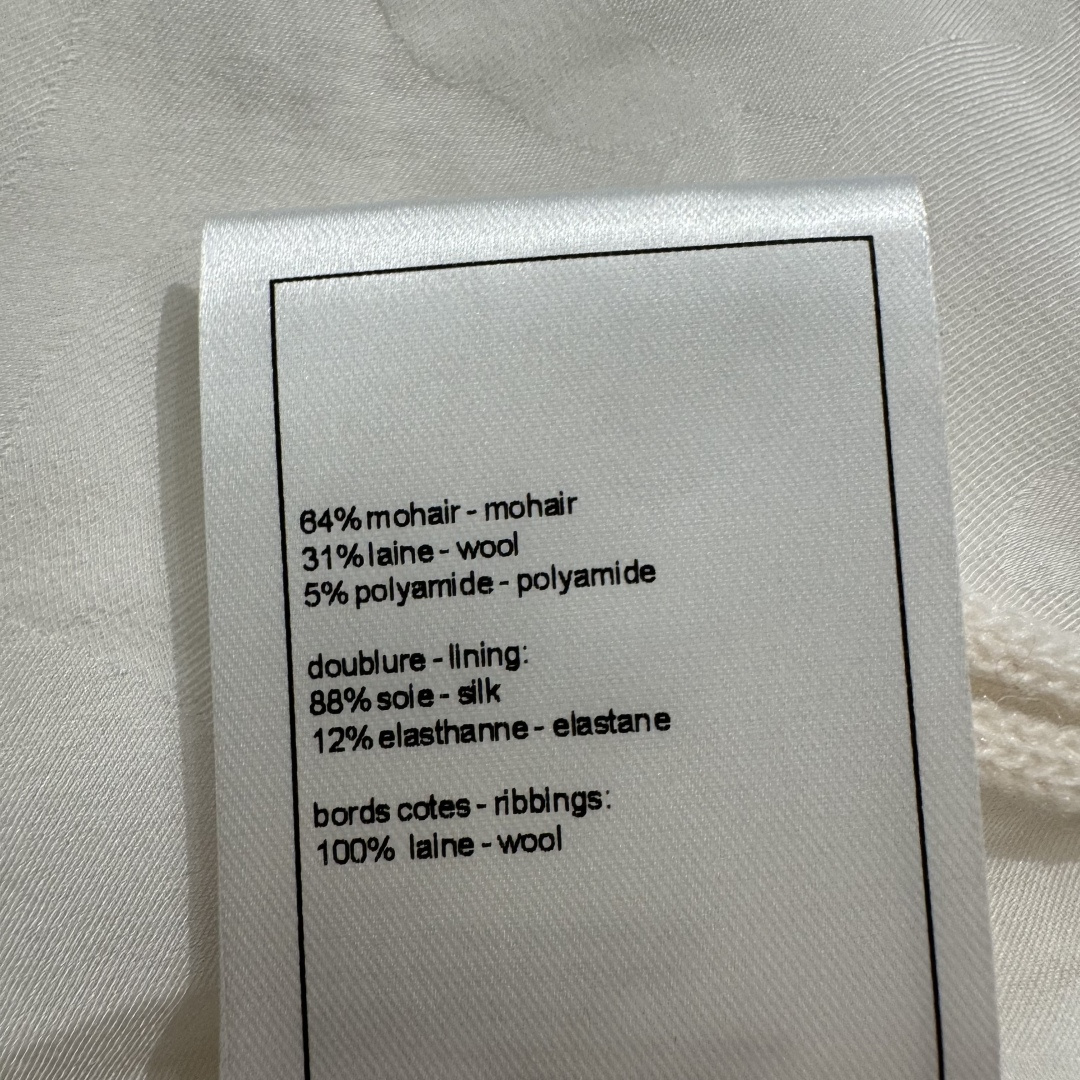 64% mohair - mohair
31% laine - wool
5% polyamide - polyamide
doublure - lining:
88% soie - silk
12% elasthanne - elastane
bords cotes - ribbings:
100% laine - wool